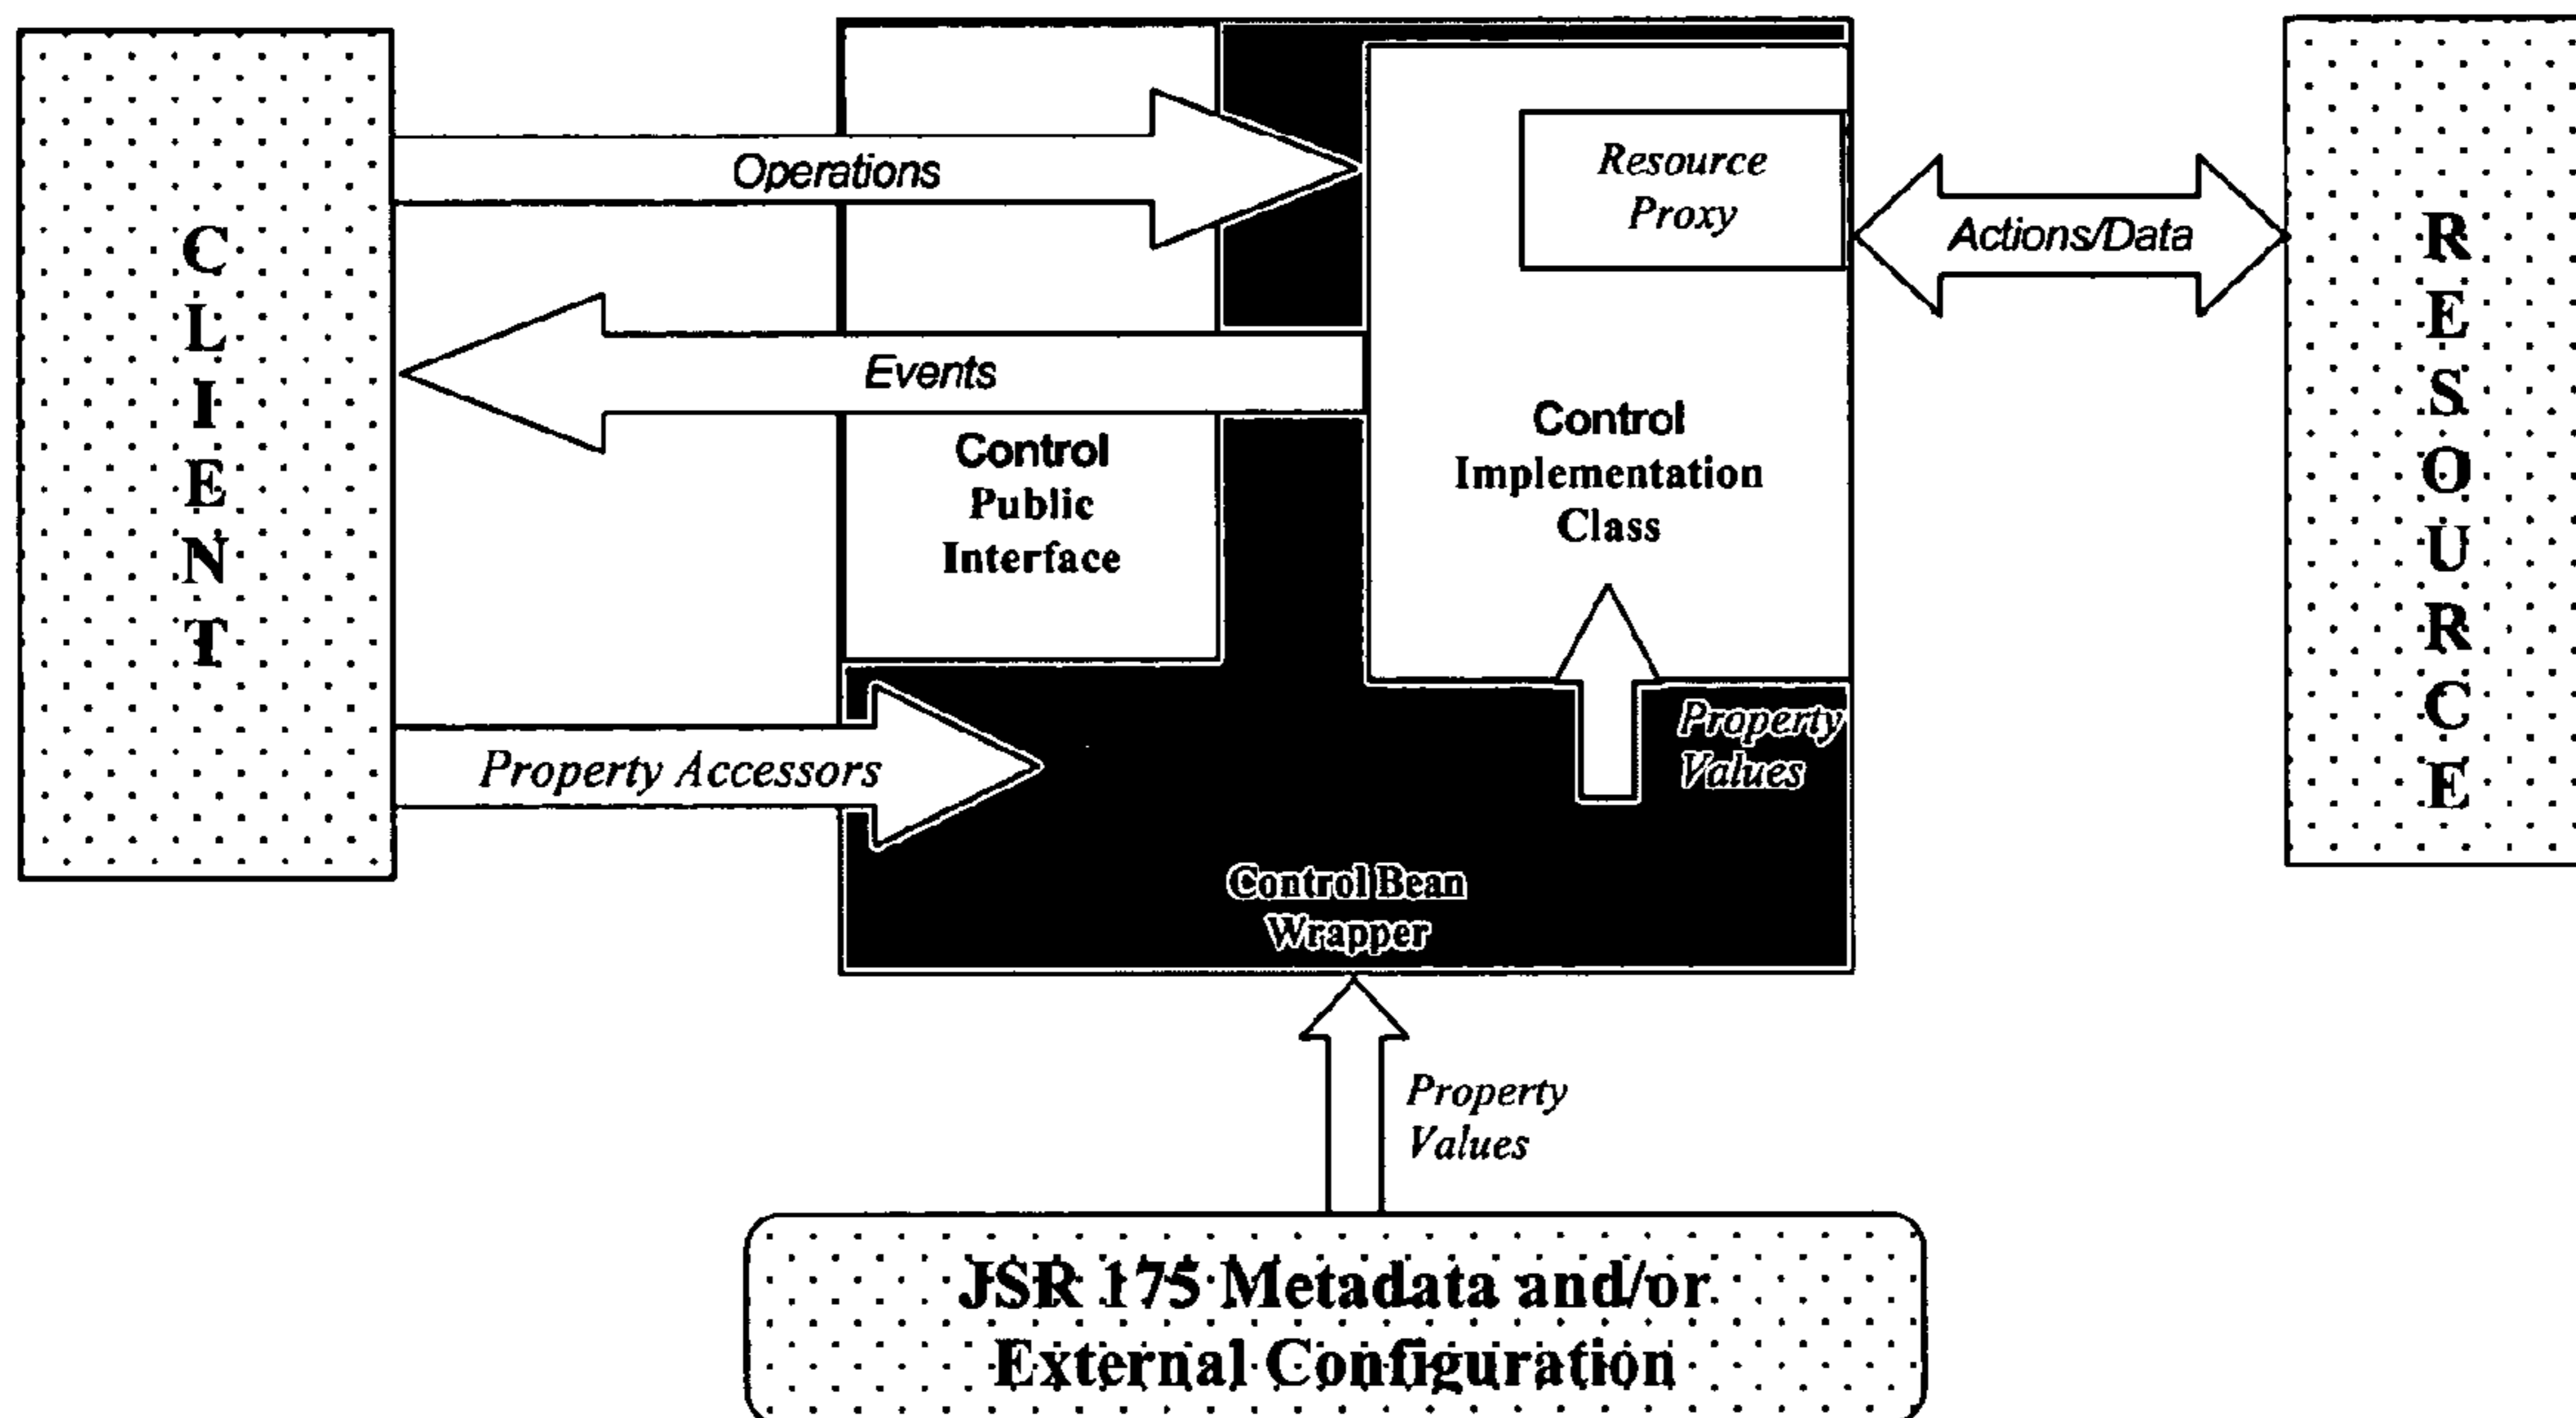 CLIENT
Operations
Events
Property Accessors
Control
Public
Interface
Resource
Proxy
Control
Implementation
Class
Property
Values
Control Bean
Wrapper
Actions/Data
RESOURCE
Property
Values
JSR 175 Metadata and/or
External Configuration